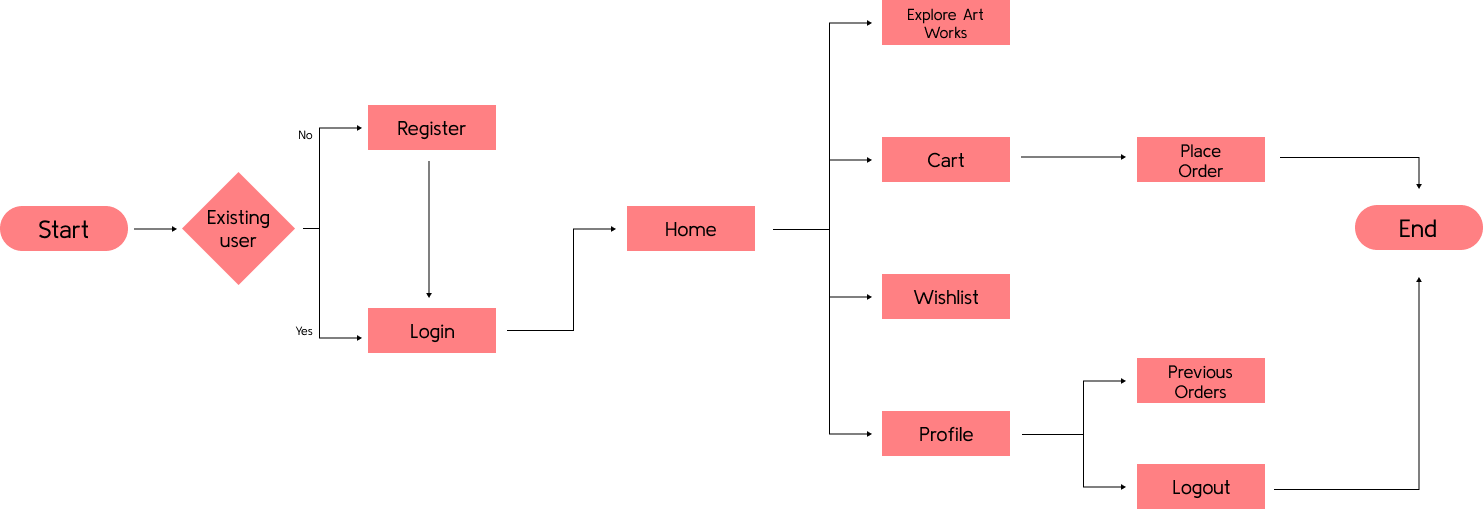 Start
Existing
user
No
Yes
Register
Login
Home
Explore Art
Works
Cart
Wishlist
Profile
Place
Order
Previous
Orders
Logout
End